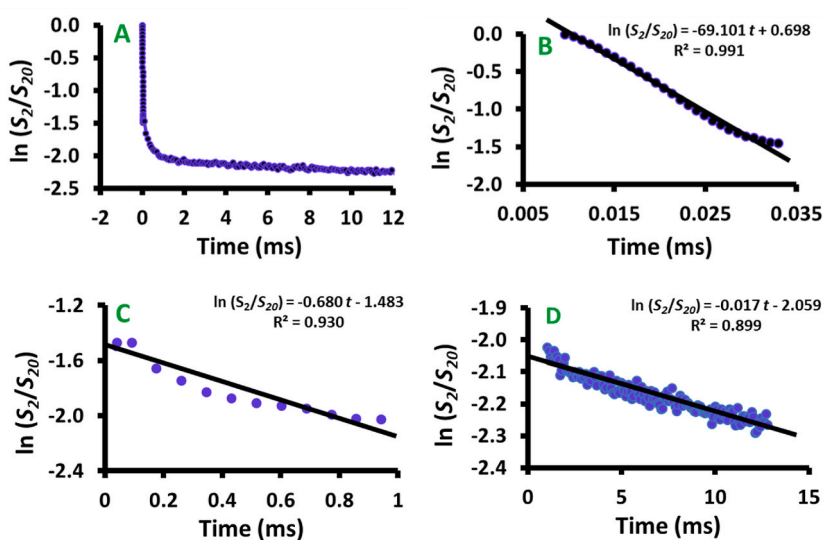 A
ln (S2/S20)
0.0
-0.5
-1.0
-1.5
-2.0
-2.5
-2 0 2 4 6 8 10 12
Time (ms)
B
ln (S2/S20) = -69.101 t + 0.698
R² = 0.991
ln (S2/S20)
0.0
-0.5
-1.0
-1.5
-2.0
0.005 0.015 0.025 0.035
Time (ms)
C
ln (S2/S20) = -0.680 t - 1.483
R² = 0.930
ln (S2/S20)
-1.2
-1.6
-2.0
-2.4
0 0.2 0.4 0.6 0.8 1
Time (ms)
D
ln (S2/S20) = -0.017 t - 2.059
R² = 0.899
ln (S2/S20)
-1.9
-2.0
-2.1
-2.2
-2.3
-2.4
0 5 10 15
Time (ms)